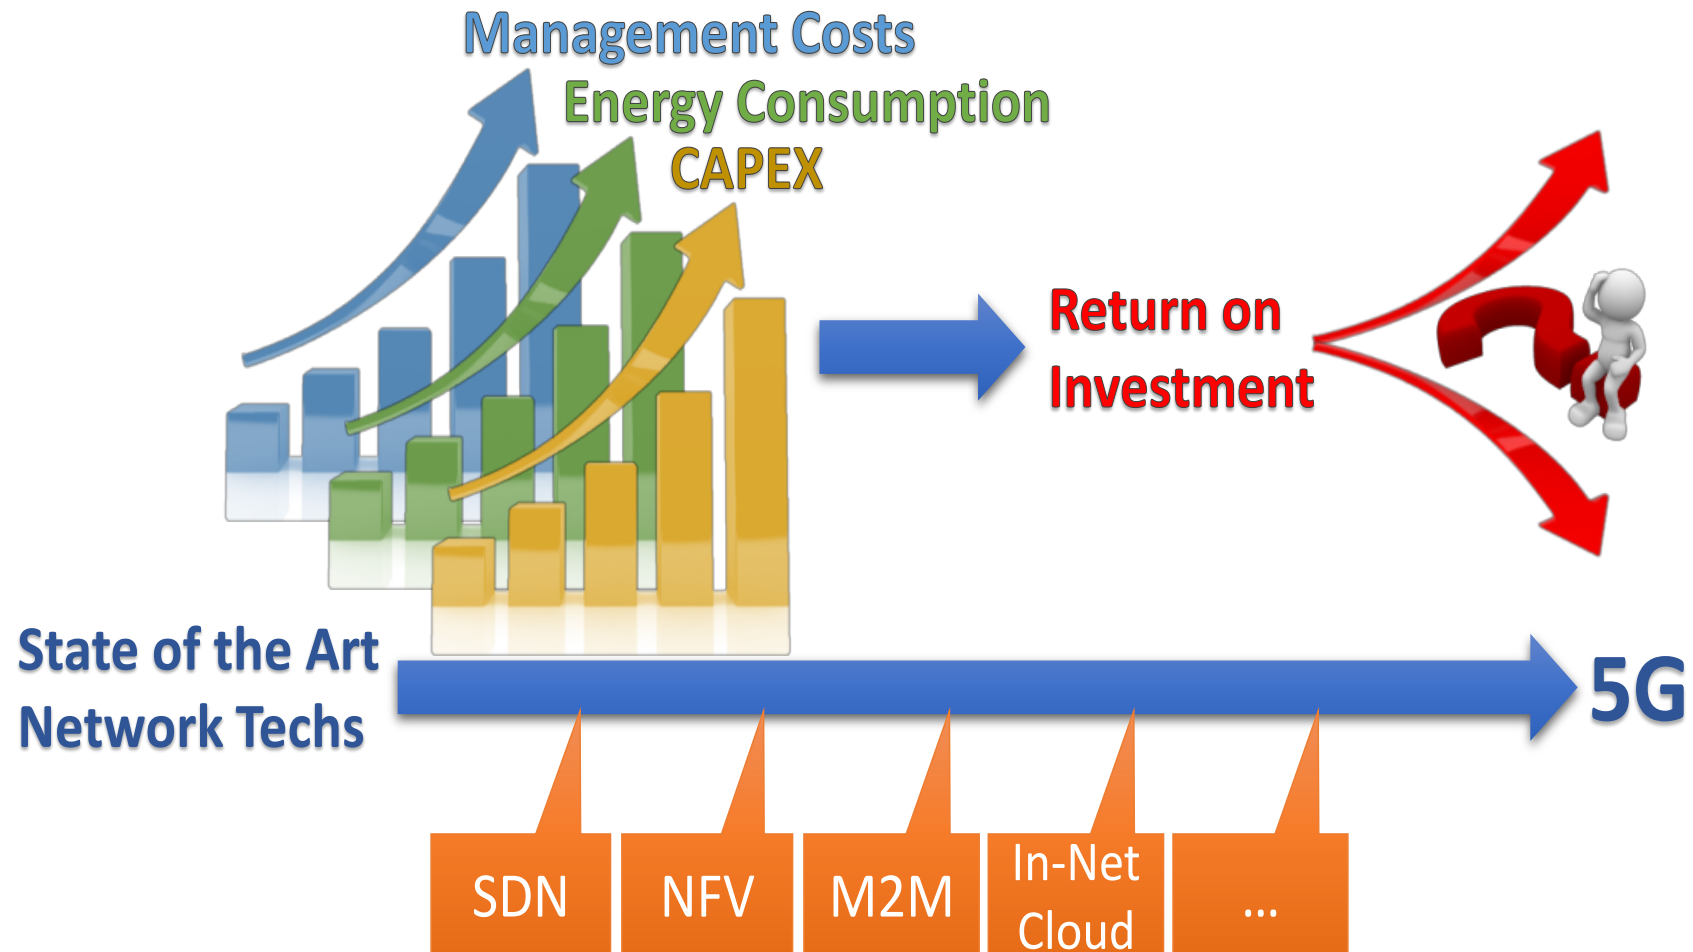 Management Costs
Energy Consumption
CAPEX
Return on
Investment
State of the Art
Network Techs
5G
SDN
NFV
M2M
In-Net
Cloud
...